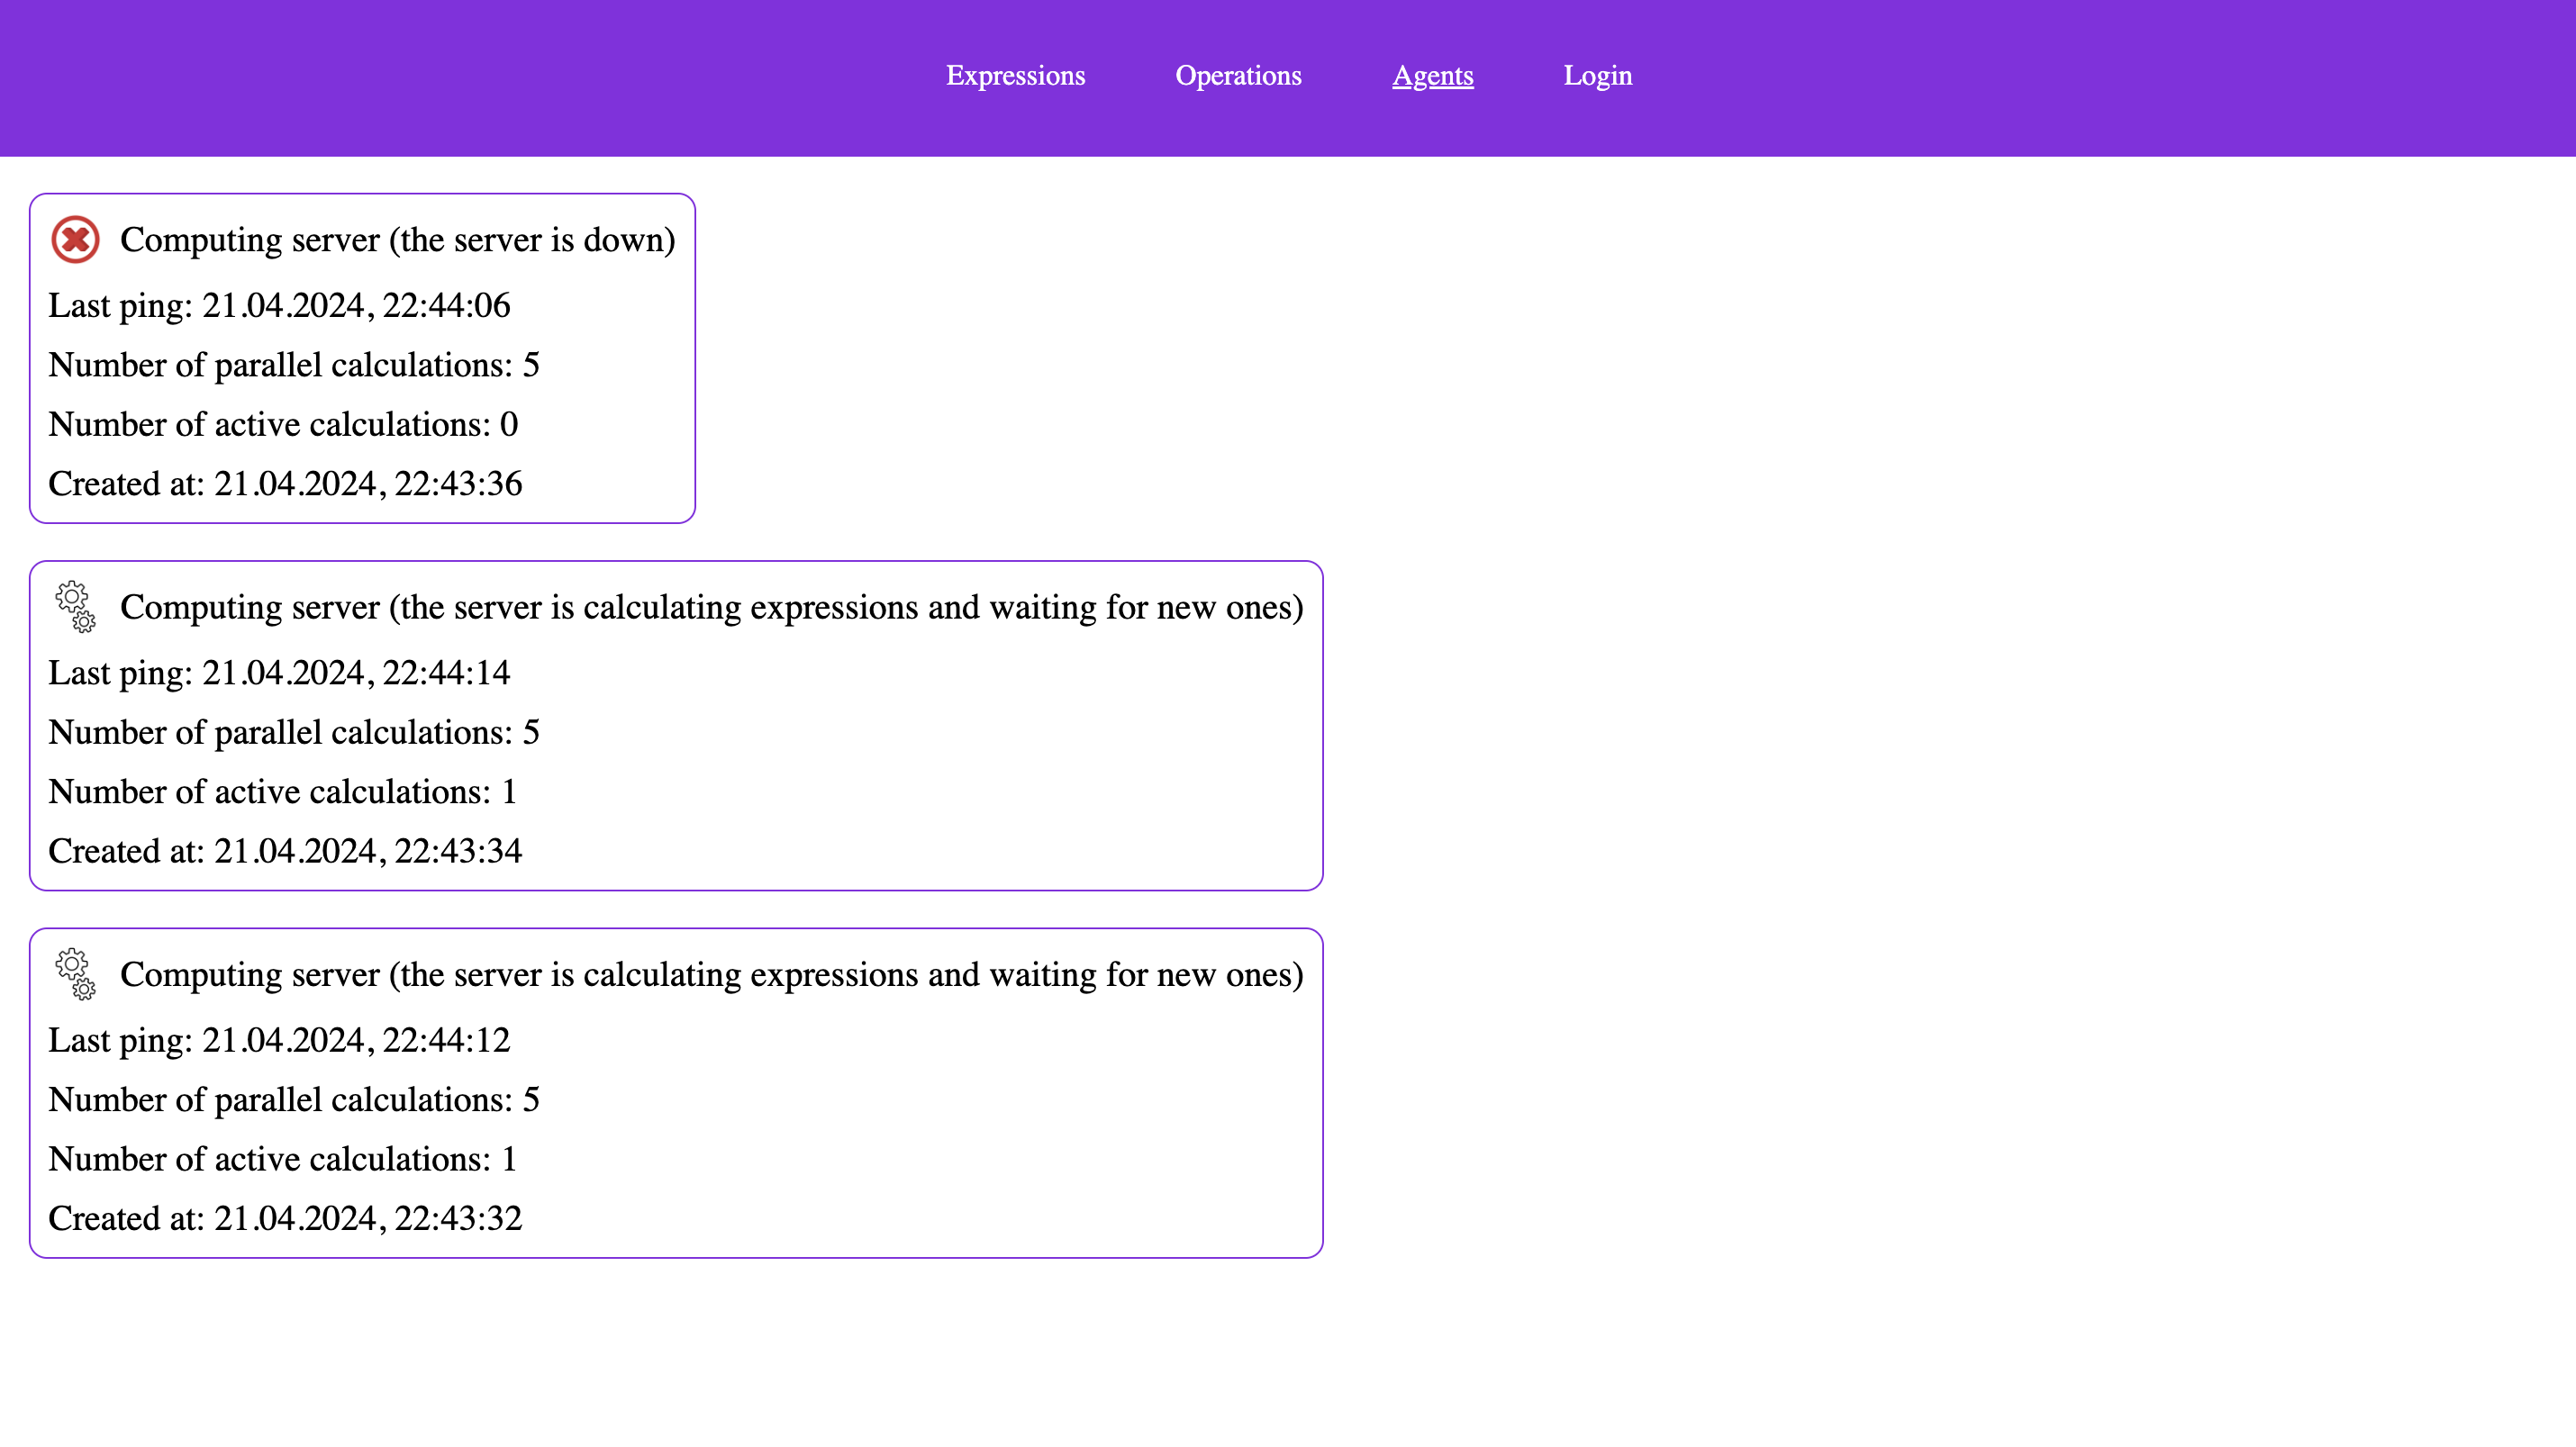 Expressions Operations Agents Login
Computing server (the server is down)
Last ping: 21.04.2024, 22:44:06
Number of parallel calculations: 5
Number of active calculations: 0
Created at: 21.04.2024, 22:43:36
Computing server (the server is calculating expressions and waiting for new ones)
Last ping: 21.04.2024, 22:44:14
Number of parallel calculations: 5
Number of active calculations: 1
Created at: 21.04.2024, 22:43:34
Computing server (the server is calculating expressions and waiting for new ones)
Last ping: 21.04.2024, 22:44:12
Number of parallel calculations: 5
Number of active calculations: 1
Created at: 21.04.2024, 22:43:32